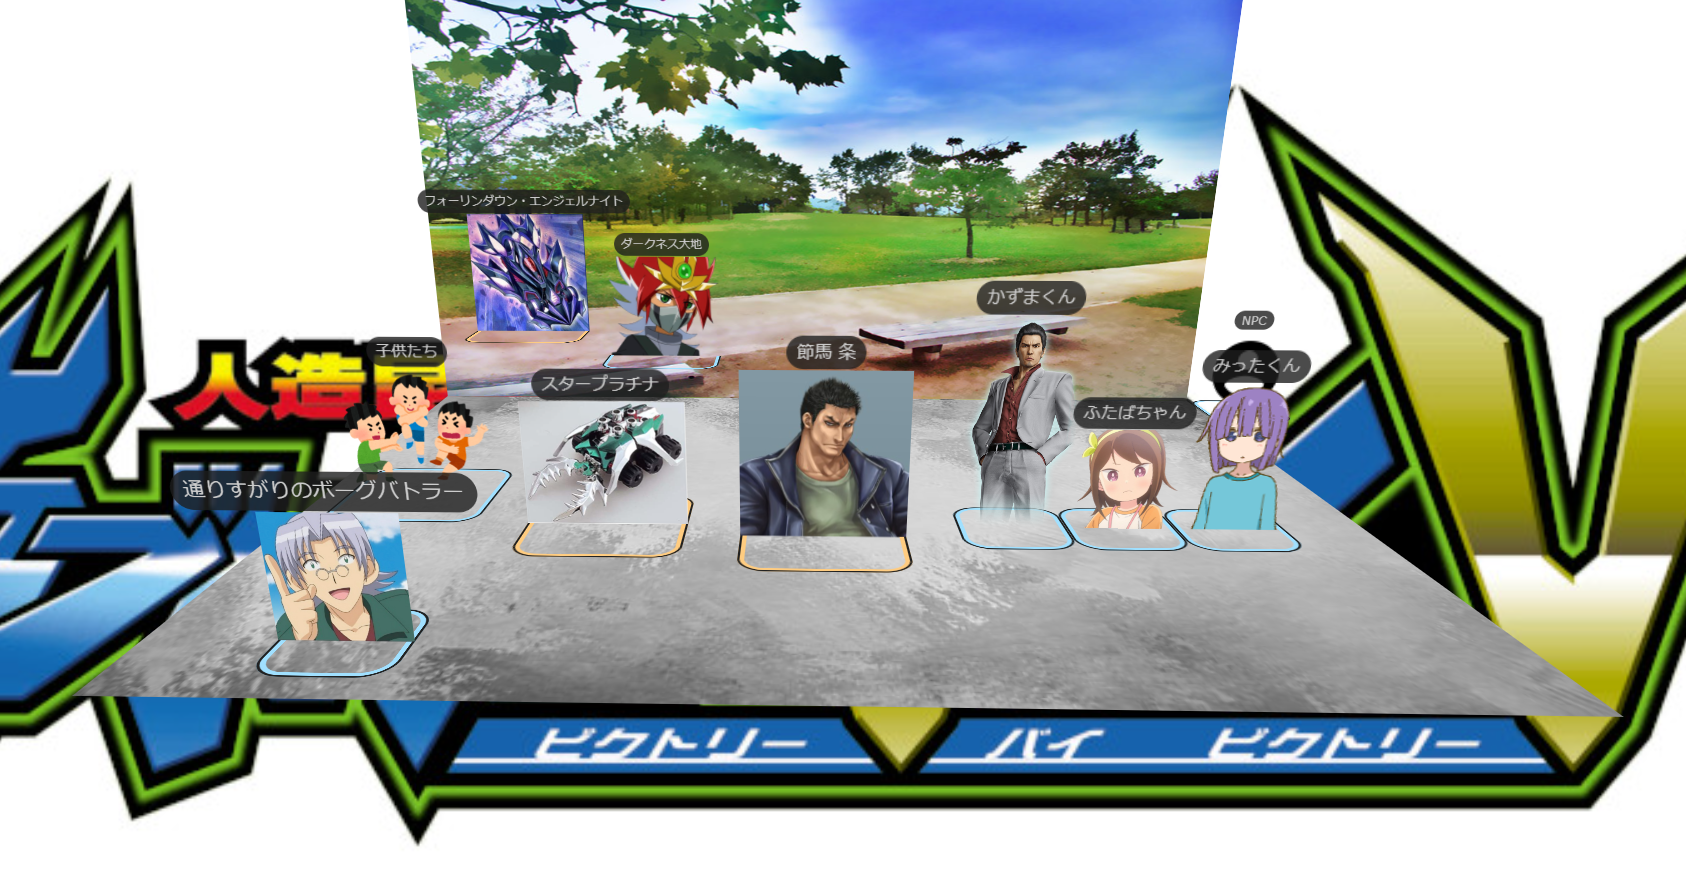 フォーリンダウン・エンジェルナイト
ダークネス大地
かずまくん
NPC
子供たち
節馬 条
みったくん
スタープラチナ
ふたばちゃん
人造昆
通りすがりのボーグバトラー
ビクトリー バイ ビクトリー